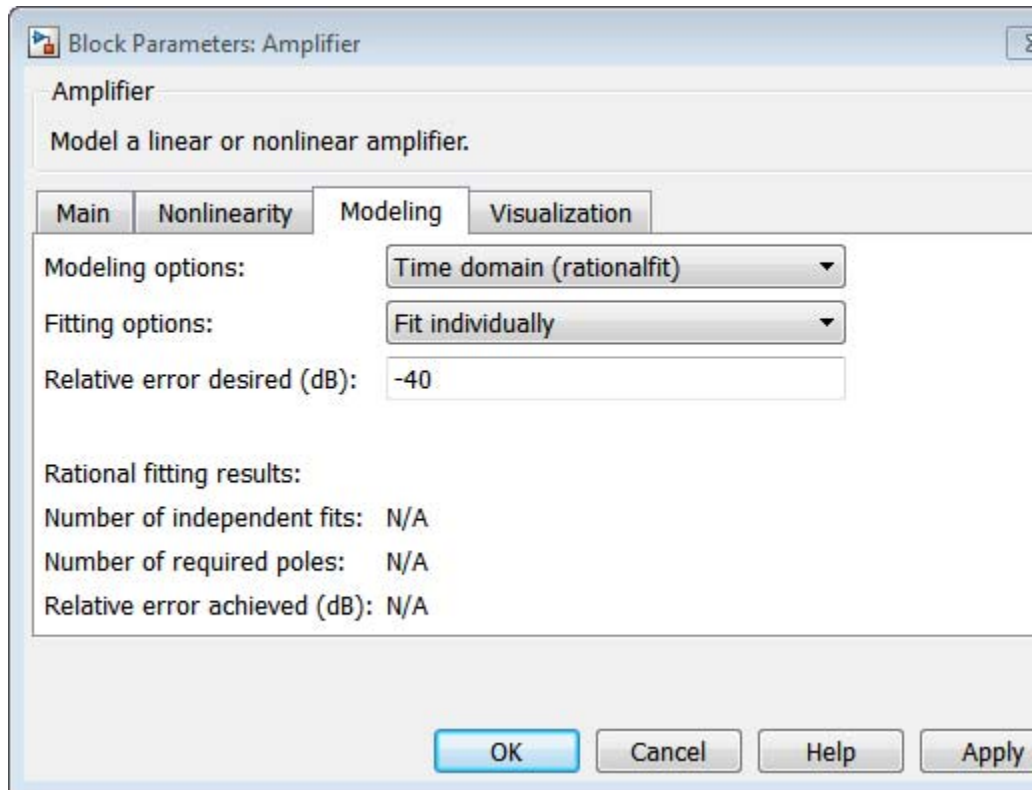 Block Parameters: Amplifier
Amplifier
Model a linear or nonlinear amplifier.
Main Nonlinearity Modeling Visualization
Modeling options: Time domain (rationalfit)
Fitting options: Fit individually
Relative error desired (dB): -40
Rational fitting results:
Number of independent fits: N/A
Number of required poles: N/A
Relative error achieved (dB): N/A
OK Cancel Help Apply